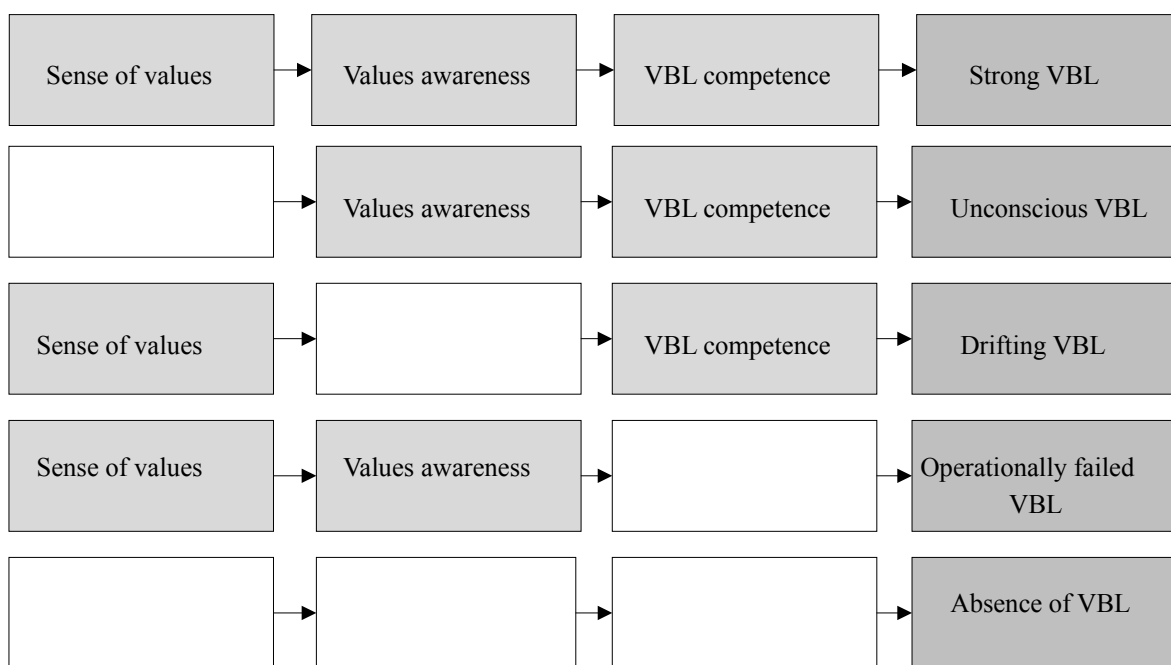 Sense of values
Values awareness
VBL competence
Strong VBL
Values awareness
VBL competence
Unconscious VBL
Sense of values
VBL competence
Drifting VBL
Sense of values
Values awareness
Operationally failed
VBL
Absence of VBL